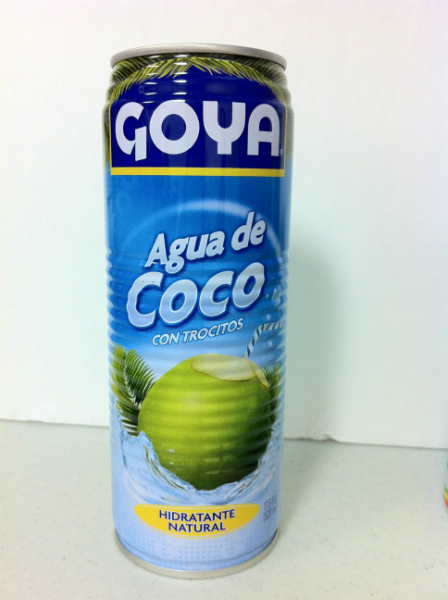 GOYA
Agua de
Coco
CON TROCITOS
HIDRATANTE
NATURAL